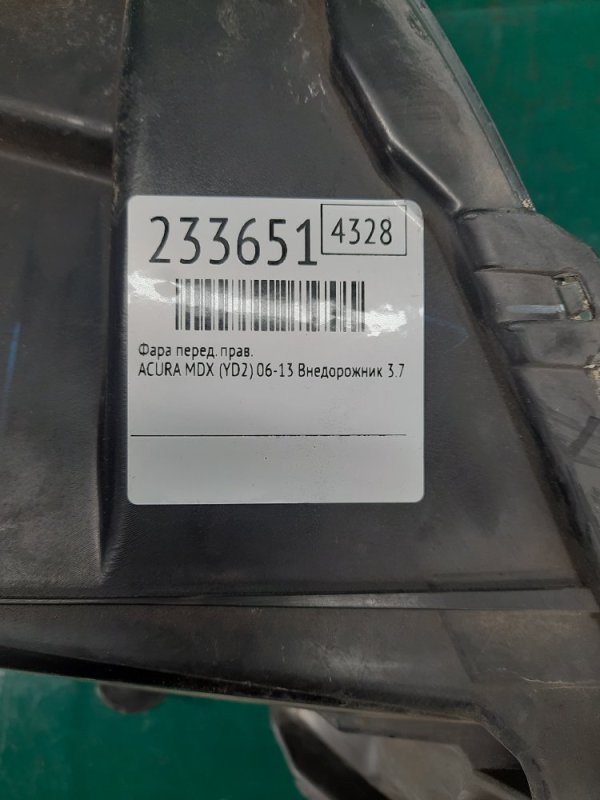 233651 4328
Фара перед. прав.
ACURA MDX (YD2) 06-13 Внедорожник 3.7